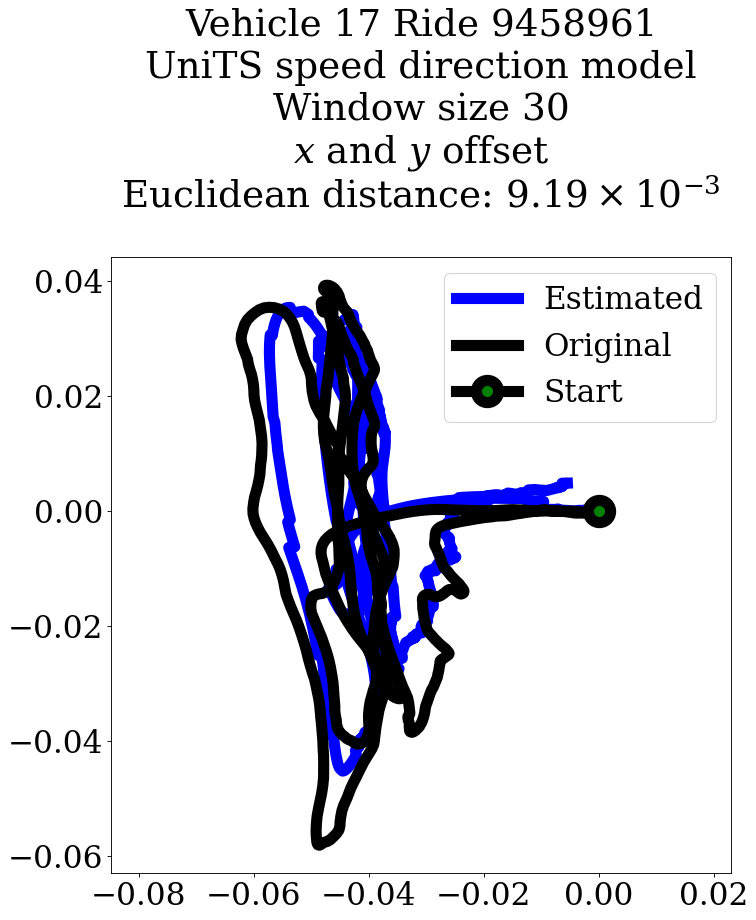 Vehicle 17 Ride 9458961
UniTS speed direction model
Window size 30
x and y offset
Euclidean distance: 9.19 × 10⁻³
0.04
0.02
0.00
−0.02
−0.04
−0.06
Estimated
Original
Start
−0.08 −0.06 −0.04 −0.02 0.00 0.02